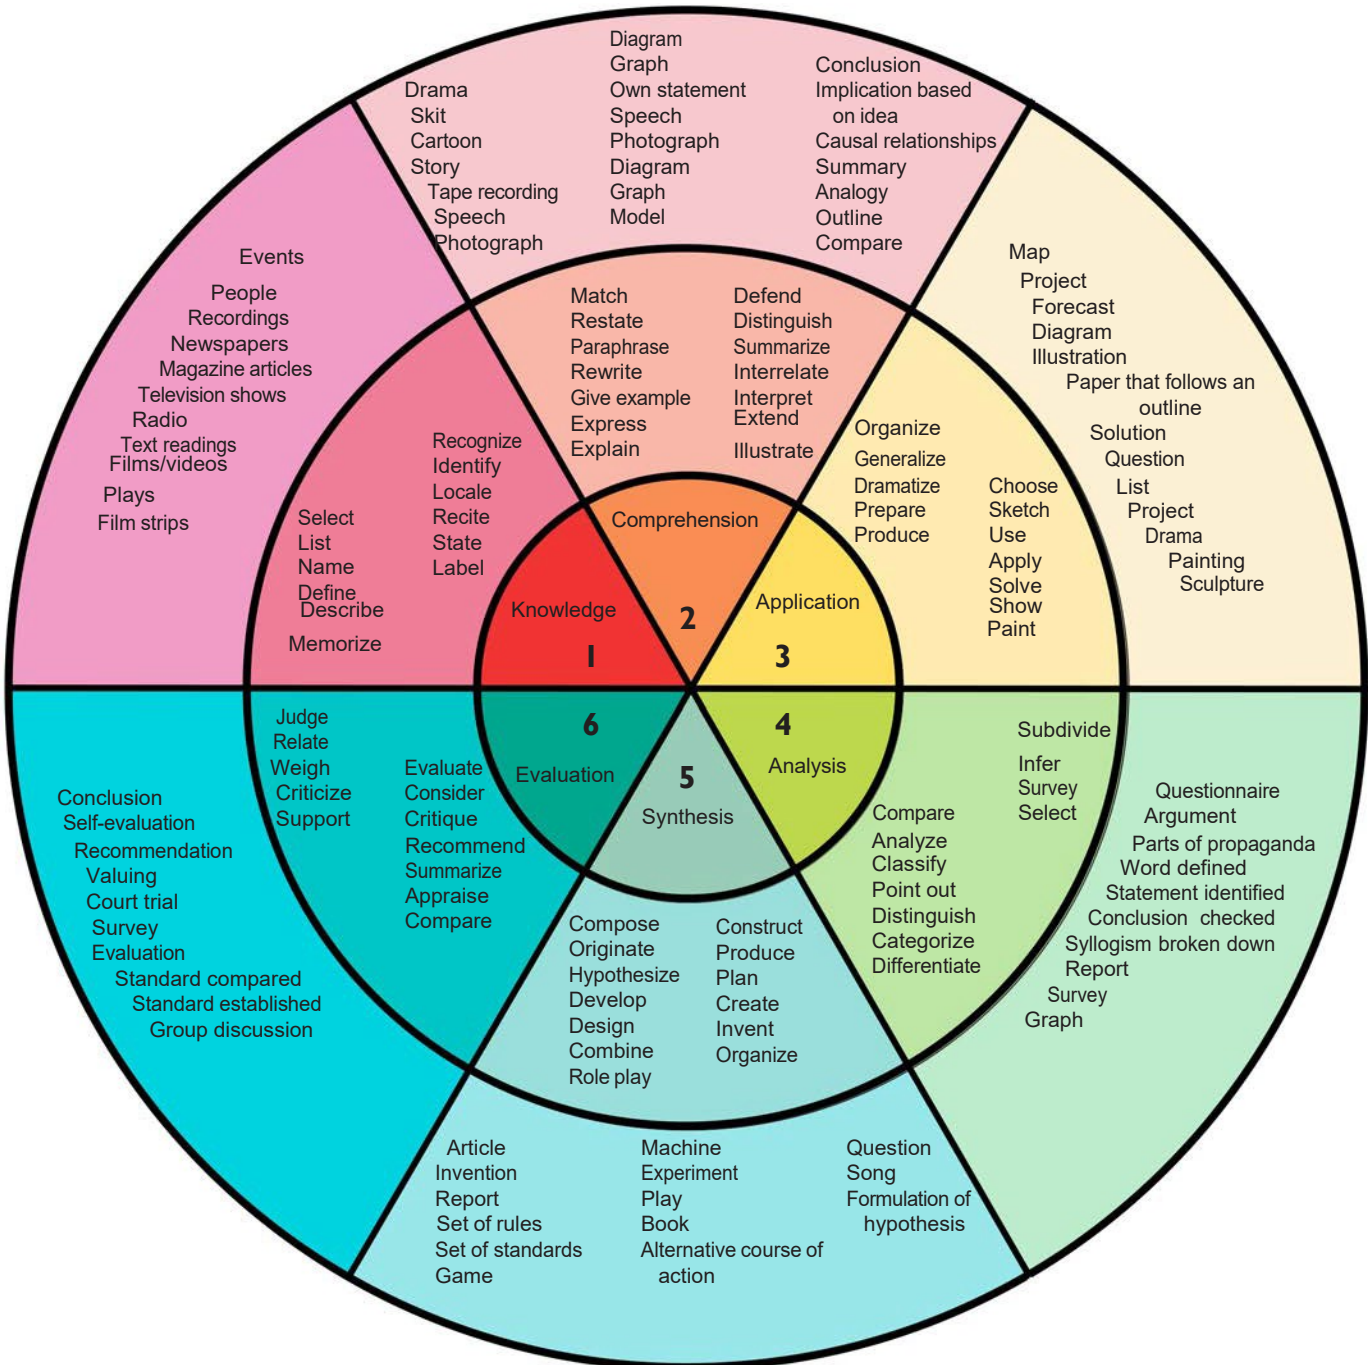 Drama
Skit
Cartoon
Story
Tape recording
Speech
Photograph
Diagram
Graph
Own statement
Speech
Photograph
Diagram
Graph
Model
Conclusion
Implication based
on idea
Causal relationships
Summary
Analogy
Outline
Compare
Events
People
Recordings
Newspapers
Magazine articles
Television shows
Radio
Text readings
Films/videos
Plays
Film strips
Select
List
Name
Define
Describe
Memorize
Recognize
Identify
Locale
Recite
State
Label
Match
Restate
Paraphrase
Rewrite
Give example
Express
Explain
Defend
Distinguish
Summarize
Interrelate
Interpret
Extend
Illustrate
Organize
Generalize
Dramatize
Prepare
Produce
Choose
Sketch
Use
Apply
Solve
Show
Paint
Map
Project
Forecast
Diagram
Illustration
Paper that follows an
outline
Solution
Question
List
Project
Drama
Painting
Sculpture
Knowledge
1
Comprehension
2
Application
3
4
Analysis
5
Synthesis
6
Evaluation
Conclusion
Self-evaluation
Recommendation
Valuing
Court trial
Survey
Evaluation
Standard compared
Standard established
Group discussion
Judge
Relate
Weigh
Criticize
Support
Evaluate
Consider
Critique
Recommend
Summarize
Appraise
Compare
Compose
Originate
Hypothesize
Develop
Design
Combine
Role play
Construct
Produce
Plan
Create
Invent
Organize
Compare
Analyze
Classify
Point out
Distinguish
Categorize
Differentiate
Subdivide
Infer
Survey
Select
Questionnaire
Argument
Parts of propaganda
Word defined
Statement identified
Conclusion checked
Syllogism broken down
Report
Survey
Graph
Article
Invention
Report
Set of rules
Set of standards
Game
Machine
Experiment
Play
Book
Alternative course of
action
Question
Song
Formulation of
hypothesis